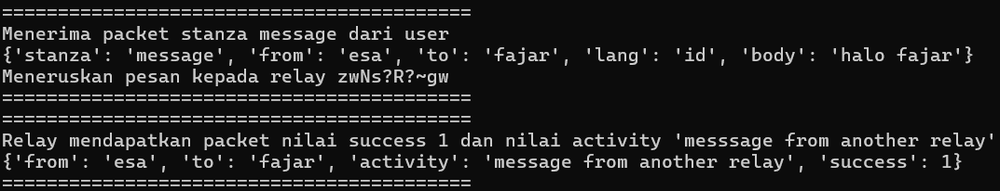 ==========================================
Menerima packet stanza message dari user
{'stanza': 'message', 'from': 'esa', 'to': 'fajar', 'lang': 'id', 'body': 'halo fajar'}
Meneruskan pesan kepada relay zwNs?R?~gw
==========================================
==========================================
Relay mendapatkan packet nilai success 1 dan nilai activity 'messsage from another relay'
{'from': 'esa', 'to': 'fajar', 'activity': 'message from another relay', 'success': 1}
==========================================